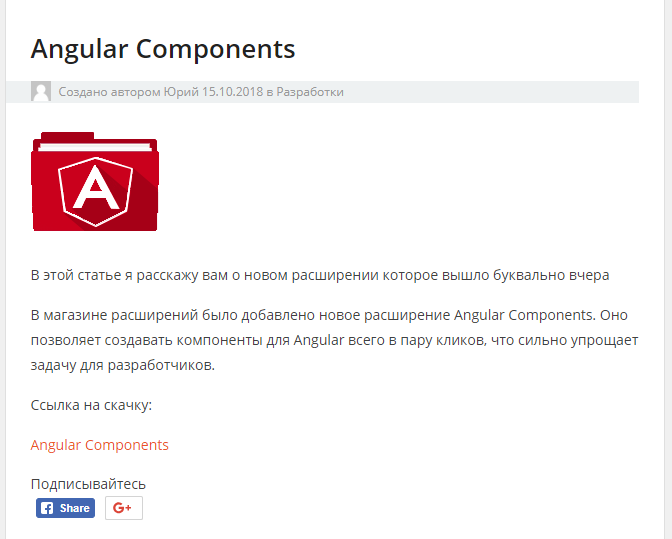 Angular Components
Создано автором Юрий 15.10.2018 в Разработки
A
В этой статье я расскажу вам о новом расширении которое вышло буквально вчера
В магазине расширений было добавлено новое расширение Angular Components. Оно
позволяет создавать компоненты для Angular всего в пару кликов, что сильно упрощает
задачу для разработчиков.
Ссылка на скачку:
Angular Components
Подписывайтесь
f Share G+